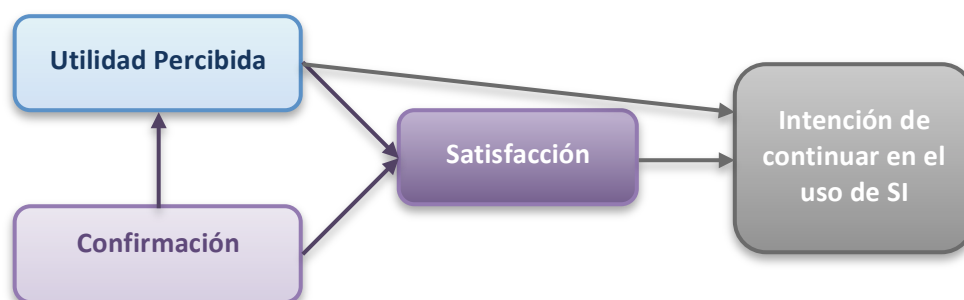 Utilidad Percibida
Satisfacción
Intención de
continuar en el
uso de SI
Confirmación